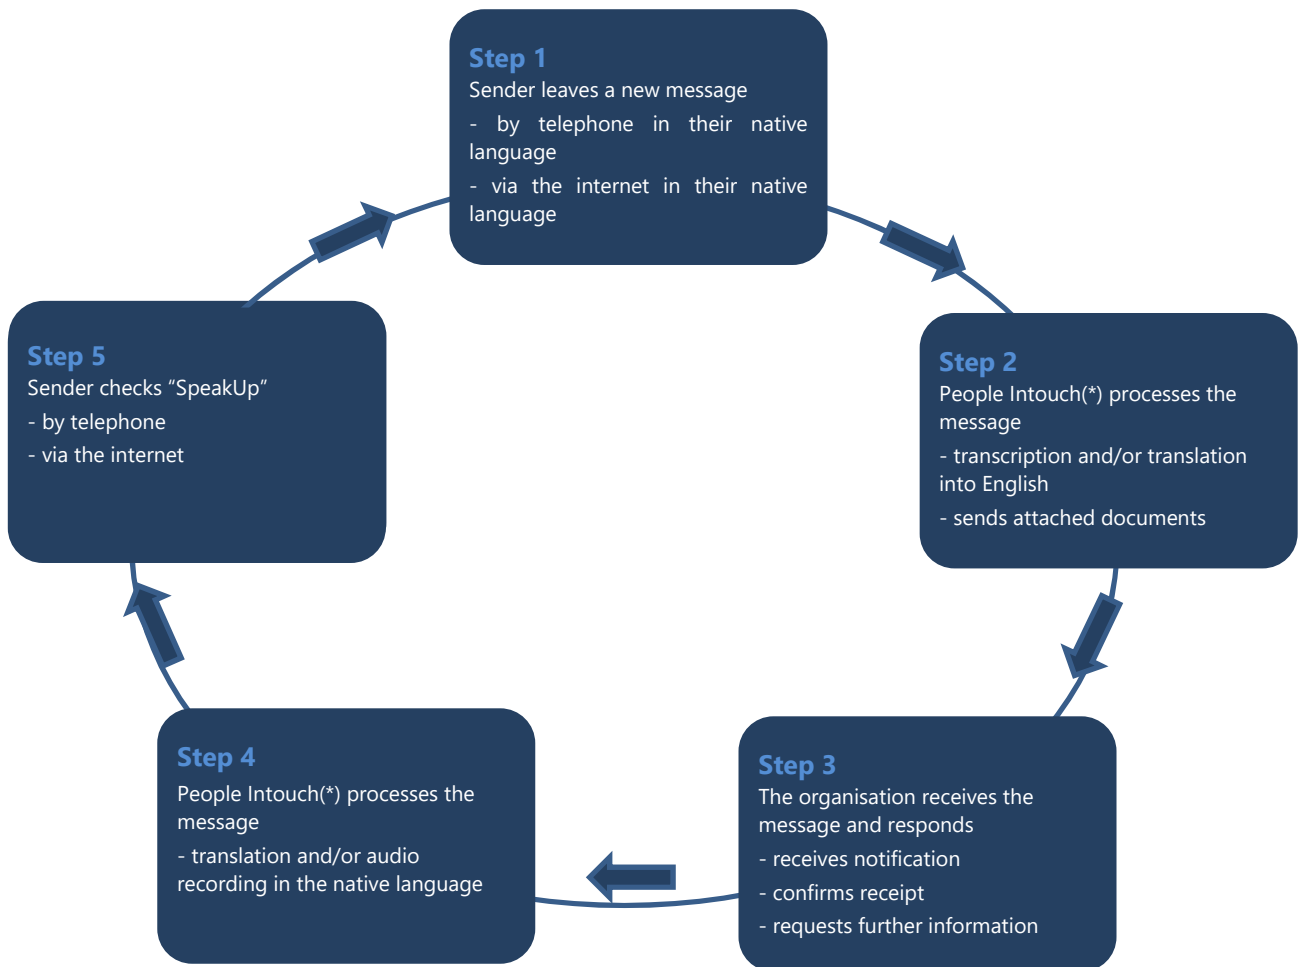 Step 1
Sender leaves a new message
- by telephone in their native
language
- via the internet in their native
language
Step 2
People Intouch(*) processes the
message
- transcription and/or translation
into English
- sends attached documents
Step 3
The organisation receives the
message and responds
- receives notification
- confirms receipt
- requests further information
Step 4
People Intouch(*) processes the
message
- translation and/or audio
recording in the native language
Step 5
Sender checks “SpeakUp”
- by telephone
- via the internet